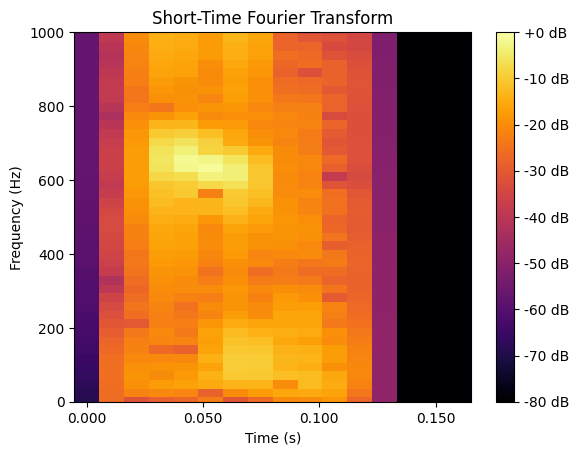 Short-Time Fourier Transform
Frequency (Hz)
1000
800
600
400
200
0
0.000
0.050
0.100
0.150
Time (s)
+0 dB
-10 dB
-20 dB
-30 dB
-40 dB
-50 dB
-60 dB
-70 dB
-80 dB